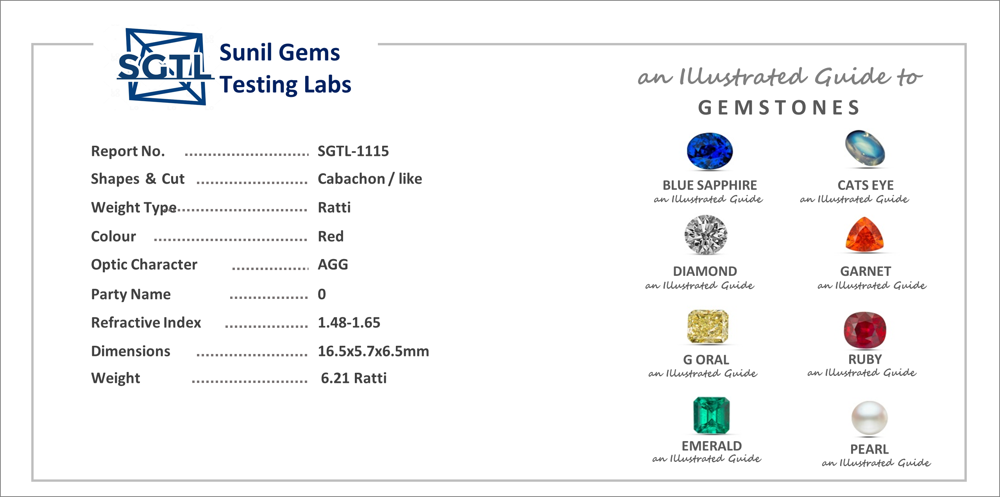 SGTL
Sunil Gems
Testing Labs
Report No. SGTL-1115
Shapes & Cut Cabachon / like
Weight Type Ratti
Colour Red
Optic Character AGG
Party Name 0
Refractive Index 1.48-1.65
Dimensions 16.5x5.7x6.5mm
Weight 6.21 Ratti
an Illustrated Guide to
GEMSTONES
BLUE SAPPHIRE
an Illustrated Guide
CATS EYE
an Illustrated Guide
DIAMOND
an Illustrated Guide
GARNET
an Illustrated Guide
G ORAL
an Illustrated Guide
RUBY
an Illustrated Guide
EMERALD
an Illustrated Guide
PEARL
an Illustrated Guide